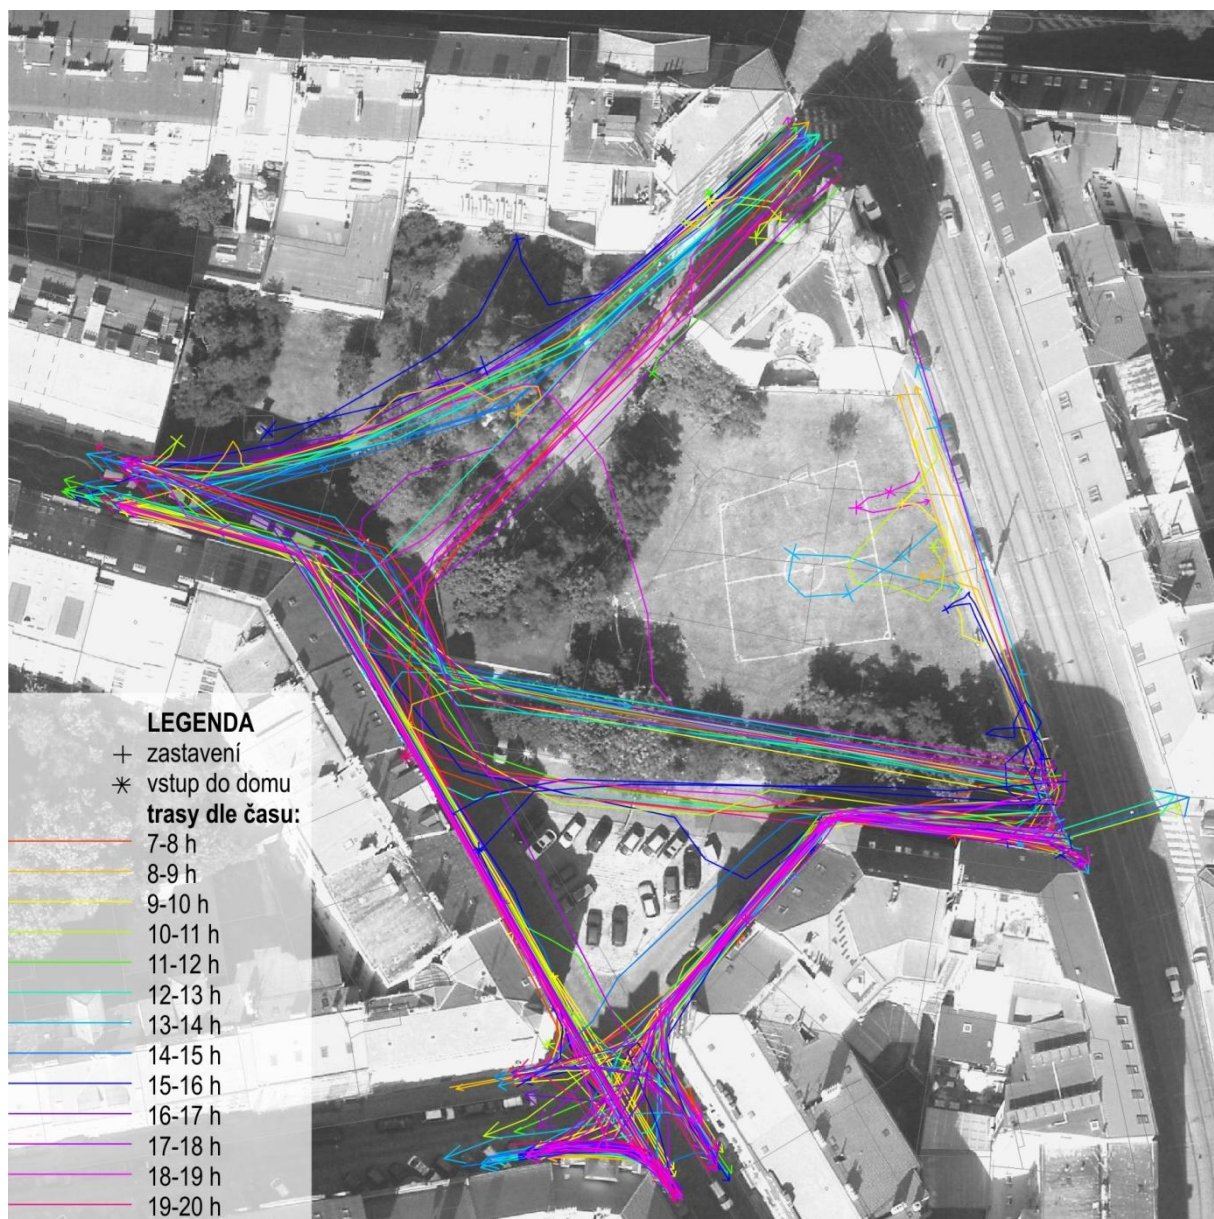 LEGENDA
zastavení
vstup do domu
trasy dle času:
7-8 h
8-9 h
9-10 h
10-11 h
11-12 h
12-13 h
13-14 h
14-15 h
15-16 h
16-17 h
17-18 h
18-19 h
19-20 h